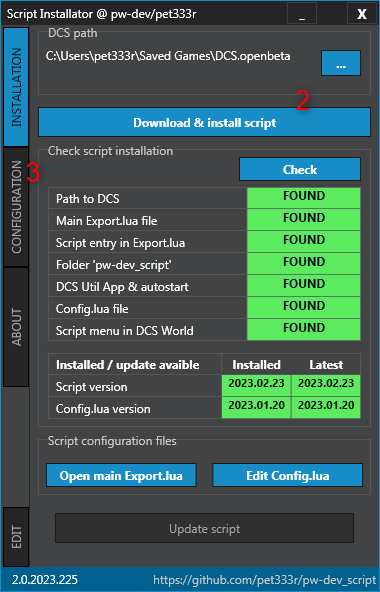 Script Installator @ pw-dev/pet333r _ X
INSTALLATION
CONFIGURATION
ABOUT
EDIT
DCS path
C:\Users\pet333r\Saved Games\DCS.openbeta ...
2
Download & install script
3
Check script installation
Check
Path to DCS FOUND
Main Export.lua file FOUND
Script entry in Export.lua FOUND
Folder 'pw-dev_script' FOUND
DCS Util App & autostart FOUND
Config.lua file FOUND
Script menu in DCS World FOUND
Installed / update avaible Installed Latest
Script version 2023.02.23 2023.02.23
Config.lua version 2023.01.20 2023.01.20
Script configuration files
Open main Export.lua Edit Config.lua
Update script
2.0.2023.225 https://github.com/pet333r/pw-dev_script